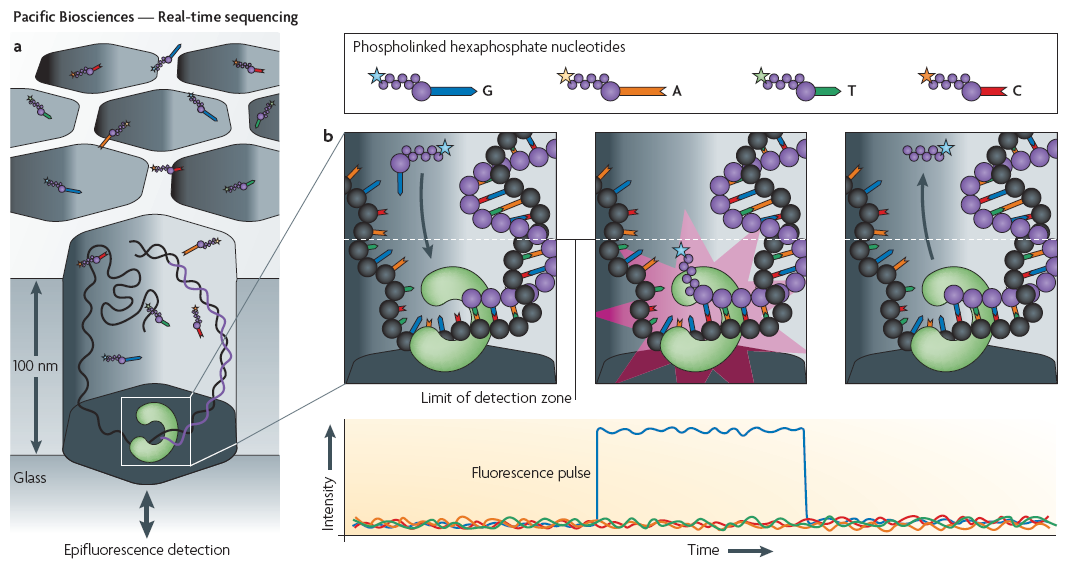 Pacific Biosciences — Real-time sequencing
a
Phospholinked hexaphosphate nucleotides
G
A
T
C
b
100 nm
Limit of detection zone
Glass
Fluorescence pulse
Intensity
Epifluorescence detection
Time